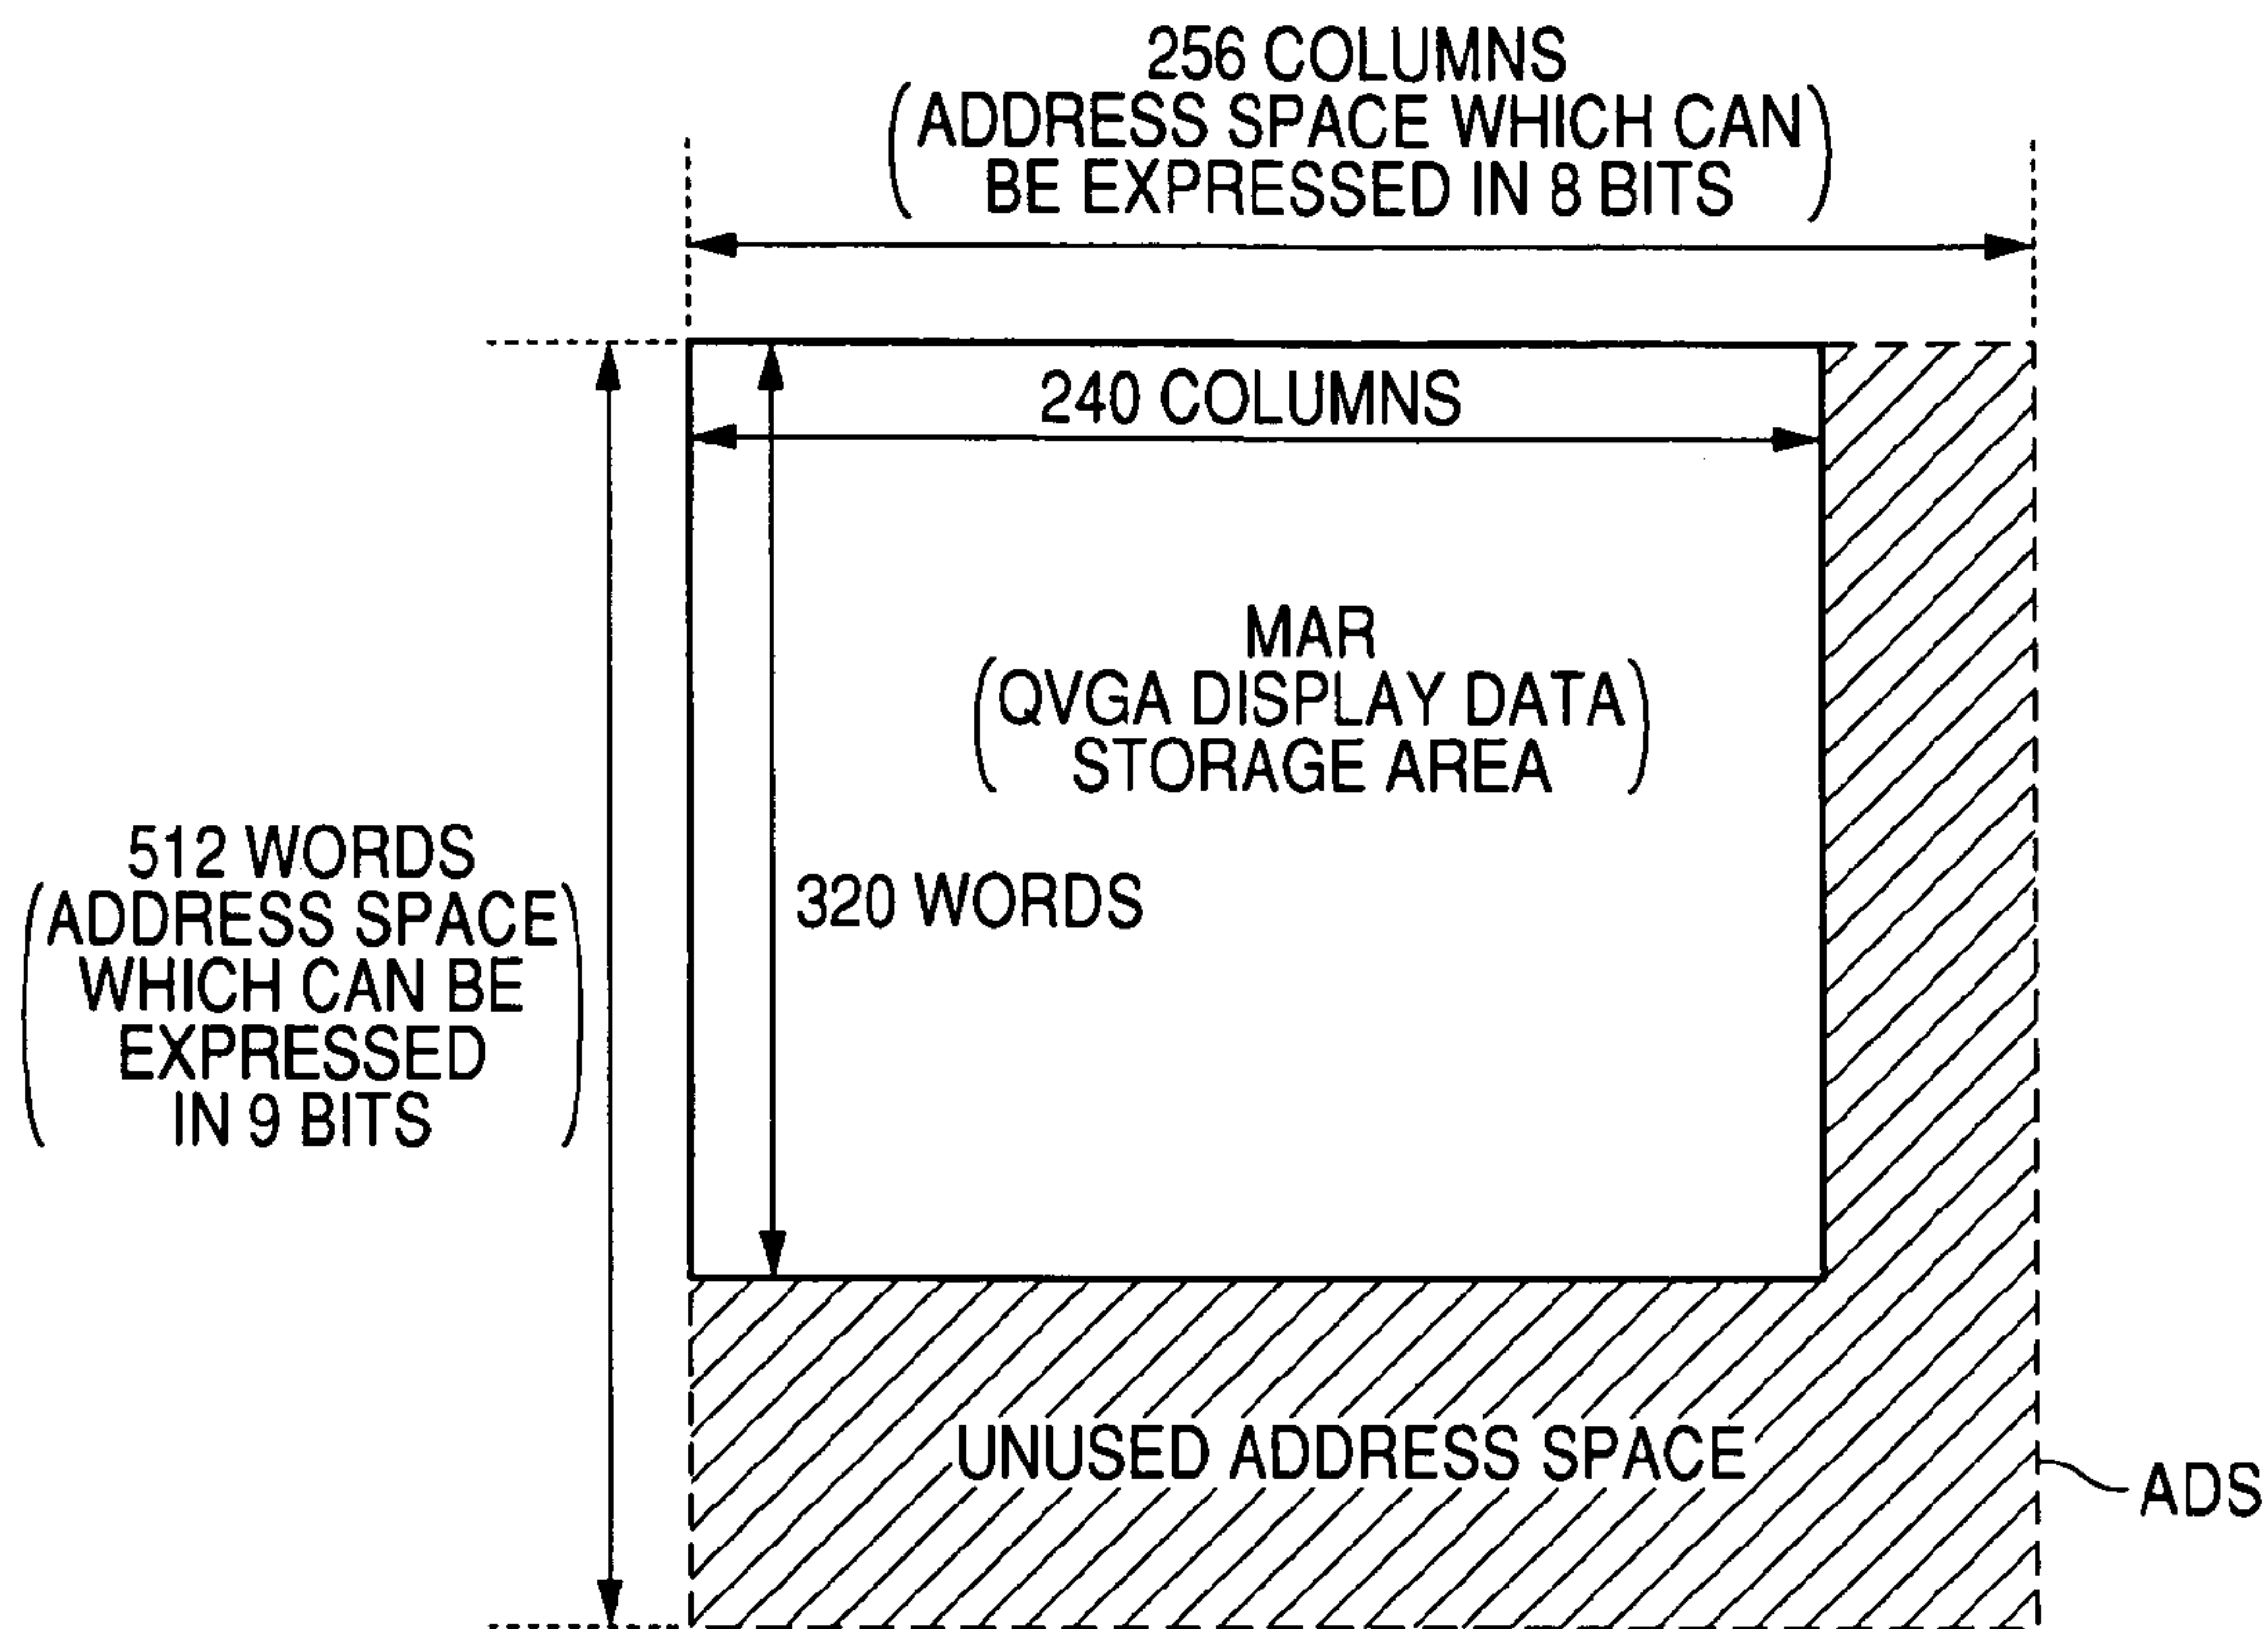 256 COLUMNS
(ADDRESS SPACE WHICH CAN
BE EXPRESSED IN 8 BITS)
240 COLUMNS
MAR
(QVGA DISPLAY DATA
STORAGE AREA)
320 WORDS
512 WORDS
(ADDRESS SPACE
WHICH CAN BE
EXPRESSED
IN 9 BITS)
UNUSED ADDRESS SPACE
ADS